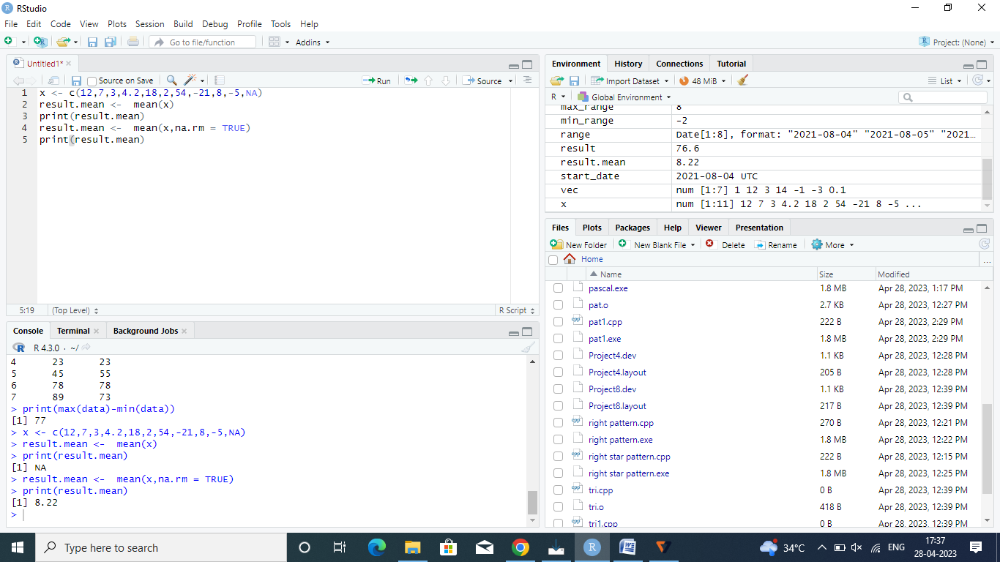 RStudio
File Edit Code View Plots Session Build Debug Profile Tools Help
Go to file/function Addins Project: (None)
Untitled1*
Source on Save Run Source
1 x <- c(12,7,3,4.2,18,2,54,-21,8,-5,NA)
2 result.mean <-  mean(x)
3 print(result.mean)
4 result.mean <-  mean(x,na.rm = TRUE)
5 print(result.mean)
5:19 (Top Level) R Script
Console Terminal Background Jobs
R 4.3.0 · ~/
4 23 23
5 45 55
6 78 78
7 89 73
> print(max(data)-min(data))
[1] 77
> x <- c(12,7,3,4.2,18,2,54,-21,8,-5,NA)
> result.mean <-  mean(x)
> print(result.mean)
[1] NA
> result.mean <-  mean(x,na.rm = TRUE)
> print(result.mean)
[1] 8.22
>
Environment History Connections Tutorial
Import Dataset 48 MiB List
R Global Environment
max_range 8
min_range -2
range Date[1:8], format: "2021-08-04" "2021-08-05" "2021…
result 76.6
result.mean 8.22
start_date 2021-08-04 UTC
vec num [1:7] 1 12 3 14 -1 -3 0.1
x num [1:11] 12 7 3 4.2 18 2 54 -21 8 -5 ...
Files Plots Packages Help Viewer Presentation
New Folder New Blank File Delete Rename More
Home ...
Name Size Modified
pascal.exe 1.8 MB Apr 28, 2023, 1:17 PM
pat.o 2.7 KB Apr 28, 2023, 12:27 PM
pat1.cpp 222 B Apr 28, 2023, 2:29 PM
pat1.exe 1.8 MB Apr 28, 2023, 2:29 PM
Project4.dev 1.1 KB Apr 28, 2023, 12:28 PM
Project4.layout 205 B Apr 28, 2023, 12:28 PM
Project8.dev 1.1 KB Apr 28, 2023, 12:39 PM
Project8.layout 217 B Apr 28, 2023, 12:39 PM
right pattern.cpp 270 B Apr 28, 2023, 12:21 PM
right pattern.exe 1.8 MB Apr 28, 2023, 12:22 PM
right star pattern.cpp 222 B Apr 28, 2023, 12:15 PM
right star pattern.exe 1.8 MB Apr 28, 2023, 12:25 PM
tri.cpp 0 B Apr 28, 2023, 12:39 PM
tri.o 418 B Apr 28, 2023, 12:39 PM
tri1.cpp 0 B Apr 28, 2023, 12:39 PM
Type here to search
34°C ENG 17:37
28-04-2023